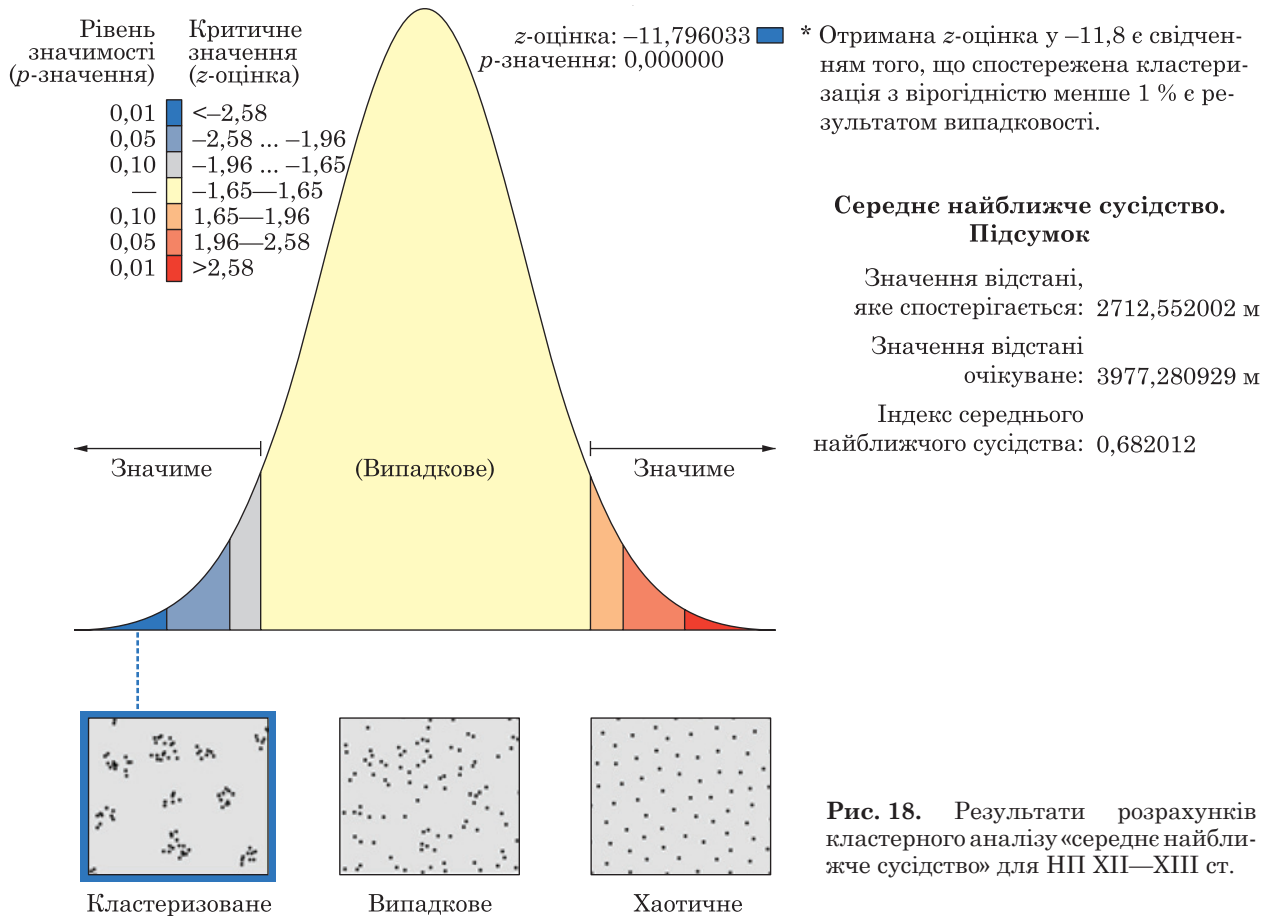 Рівень значимості (p-значення)
Критичне значення (z-оцінка)
0,01 <–2,58
0,05 –2,58 ... –1,96
0,10 –1,96 ... –1,65
— –1,65—1,65
0,10 1,65—1,96
0,05 1,96—2,58
0,01 >2,58
z-оцінка: –11,796033
p-значення: 0,000000
* Отримана z-оцінка у –11,8 є свідчен-
ням того, що спостережена кластери-
зація з вірогідністю менше 1 % є ре-
зультатом випадковості.
Середнє найближче сусідство.
Підсумок
Значення відстані,
яке спостерігається: 2712,552002 м
Значення відстані
очікуване: 3977,280929 м
Індекс середнього
найближчого сусідства: 0,682012
Значиме
(Випадкове)
Значиме
Кластеризоване
Випадкове
Хаотичне
Рис. 18. Результати розрахунків
кластерного аналізу «середнє найбли-
жче сусідство» для НП XII—XIII ст.